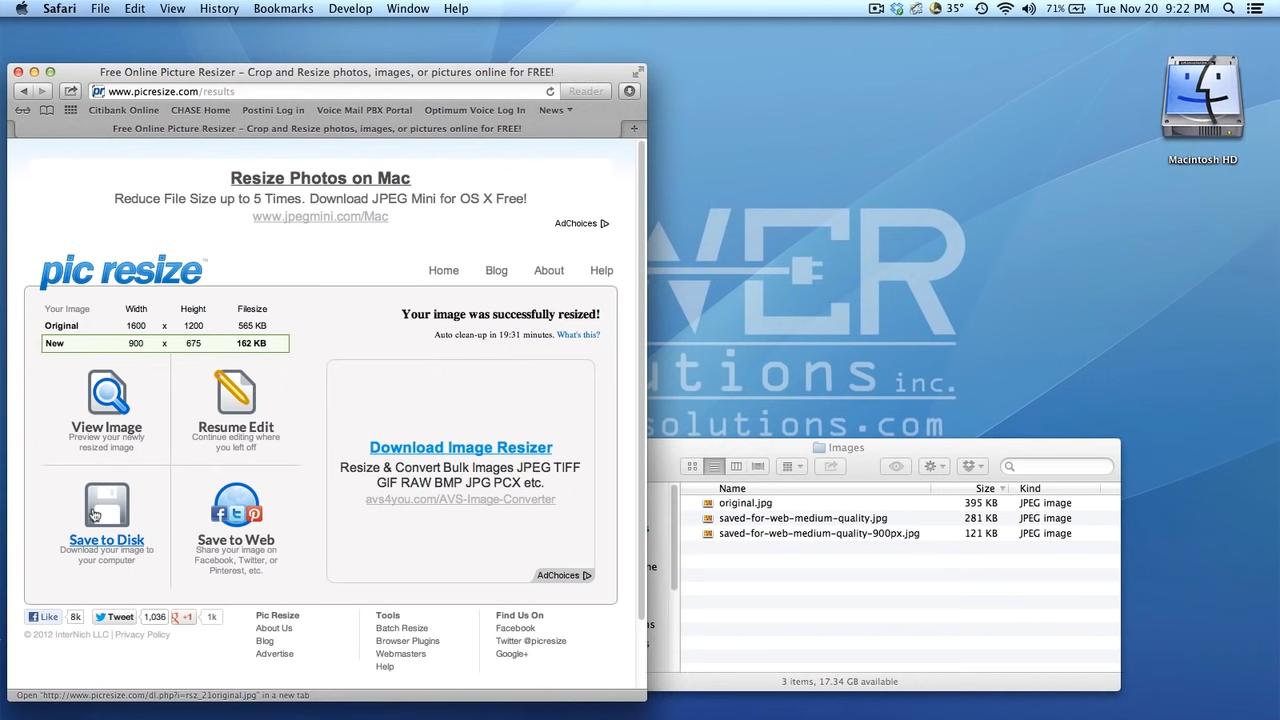 Safari File Edit View History Bookmarks Develop Window Help 35° 71% Tue Nov 20 9:22 PM
Free Online Picture Resizer – Crop and Resize photos, images, or pictures online for FREE!
www.picresize.com/results Reader
Citibank Online CHASE Home Postini Log in Voice Mail PBX Portal Optimum Voice Log In News
Free Online Picture Resizer – Crop and Resize photos, images, or pictures online for FREE!
Macintosh HD
Resize Photos on Mac
Reduce File Size up to 5 Times. Download JPEG Mini for OS X Free!
www.jpegmini.com/Mac
AdChoices
pic resize
Home Blog About Help
Your Image Width Height Filesize
Original 1600 x 1200 565 KB
New 900 x 675 162 KB
Your image was successfully resized!
Auto clean-up in 19:31 minutes. What's this?
View Image
Preview your newly
resized image
Resume Edit
Continue editing where
you left off
Save to Disk
Download your image to
your computer
Save to Web
Share your image on
Facebook, Twitter, or
Pinterest, etc.
Download Image Resizer
Resize & Convert Bulk Images JPEG TIFF
GIF RAW BMP JPG PCX etc.
avs4you.com/AVS-Image-Converter
AdChoices
Like 8k Tweet 1,036 +1 1k
© 2012 InterNich LLC | Privacy Policy
Pic Resize
About Us
Blog
Advertise
Tools
Batch Resize
Browser Plugins
Webmasters
Help
Find Us On
Facebook
Twitter @picresize
Google+
Open "http://www.picresize.com/dl.php?i=rsz_21original.jpg" in a new tab
WER
utions inc.
solutions.com
Images
Name Size Kind
original.jpg 395 KB JPEG image
saved-for-web-medium-quality.jpg 281 KB JPEG image
saved-for-web-medium-quality-900px.jpg 121 KB JPEG image
3 items, 17.34 GB available